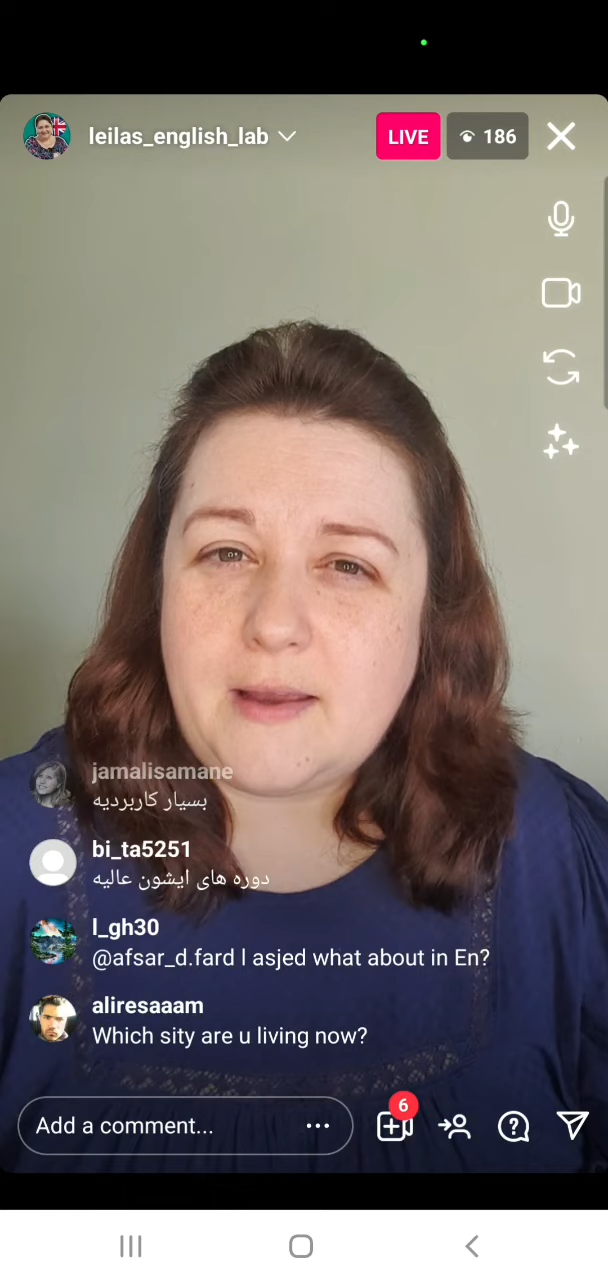 leilas_english_lab
LIVE
186
jamalisamane
بسیار کاربردیه
bi_ta5251
دوره های ایشون عالیه
l_gh30
@afsar_d.fard I asjed what about in En?
aliresaaam
Which sity are u living now?
6
Add a comment...